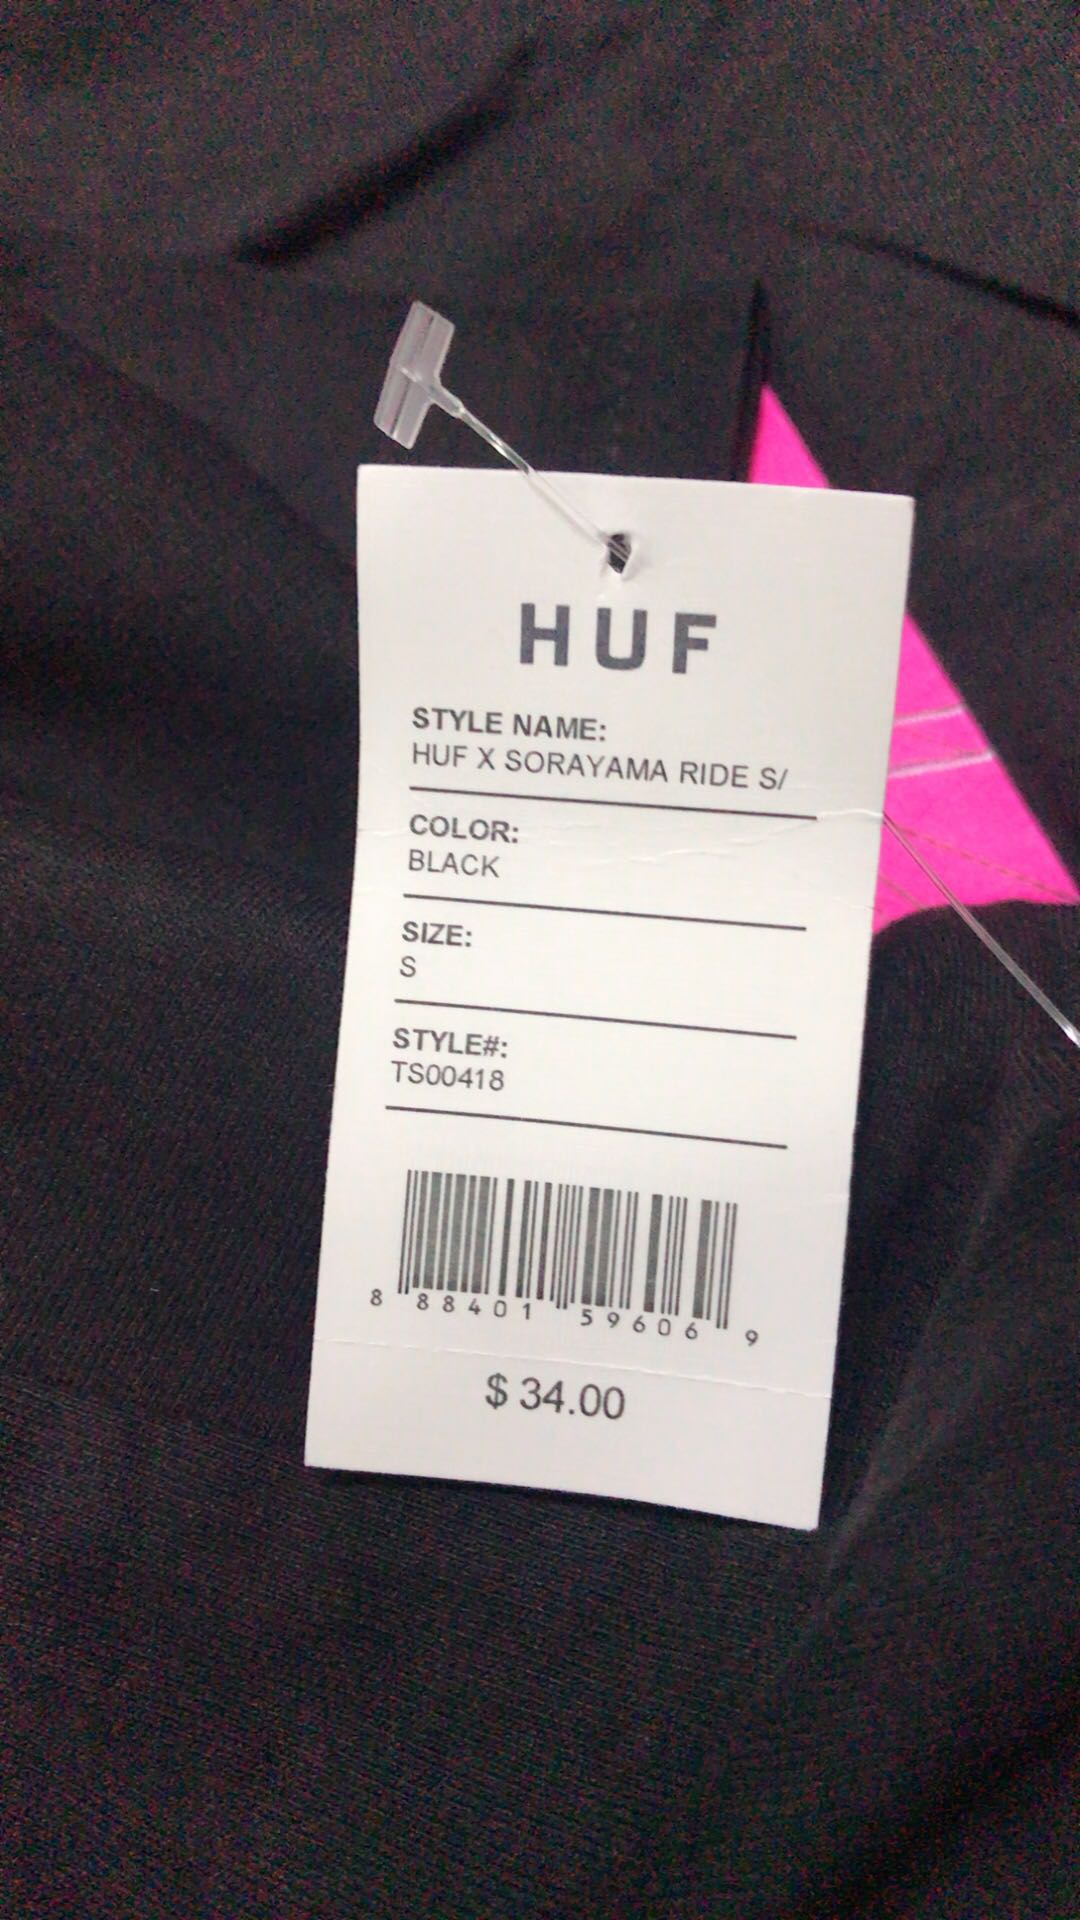 HUF
STYLE NAME:
HUF X SORAYAMA RIDE S/
COLOR:
BLACK
SIZE:
S
STYLE#:
TS00418
8 88401 59606 9
$ 34.00